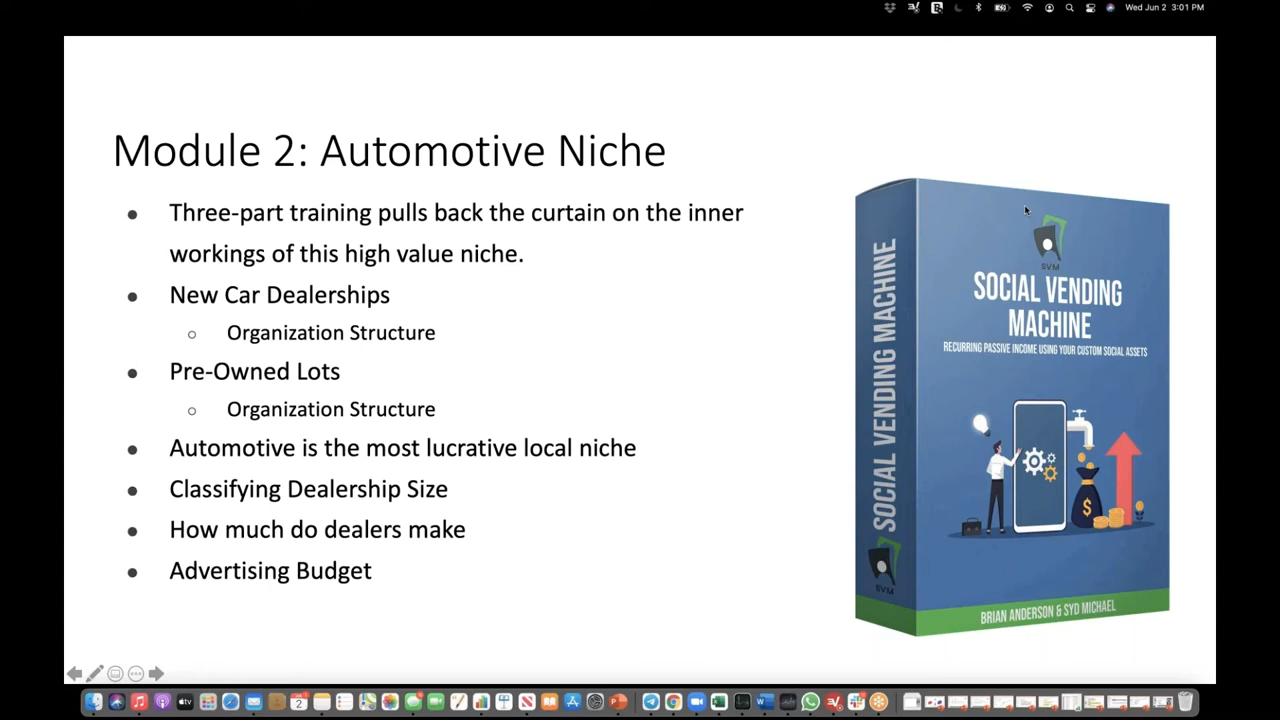 Wed Jun 2 3:01 PM
Module 2: Automotive Niche
Three-part training pulls back the curtain on the inner
workings of this high value niche.
New Car Dealerships
Organization Structure
Pre-Owned Lots
Organization Structure
Automotive is the most lucrative local niche
Classifying Dealership Size
How much do dealers make
Advertising Budget
SOCIAL VENDING MACHINE
SVM
SVM
SOCIAL VENDING
MACHINE
RECURRING PASSIVE INCOME USING YOUR CUSTOM SOCIAL ASSETS
$
BRIAN ANDERSON & SYD MICHAEL